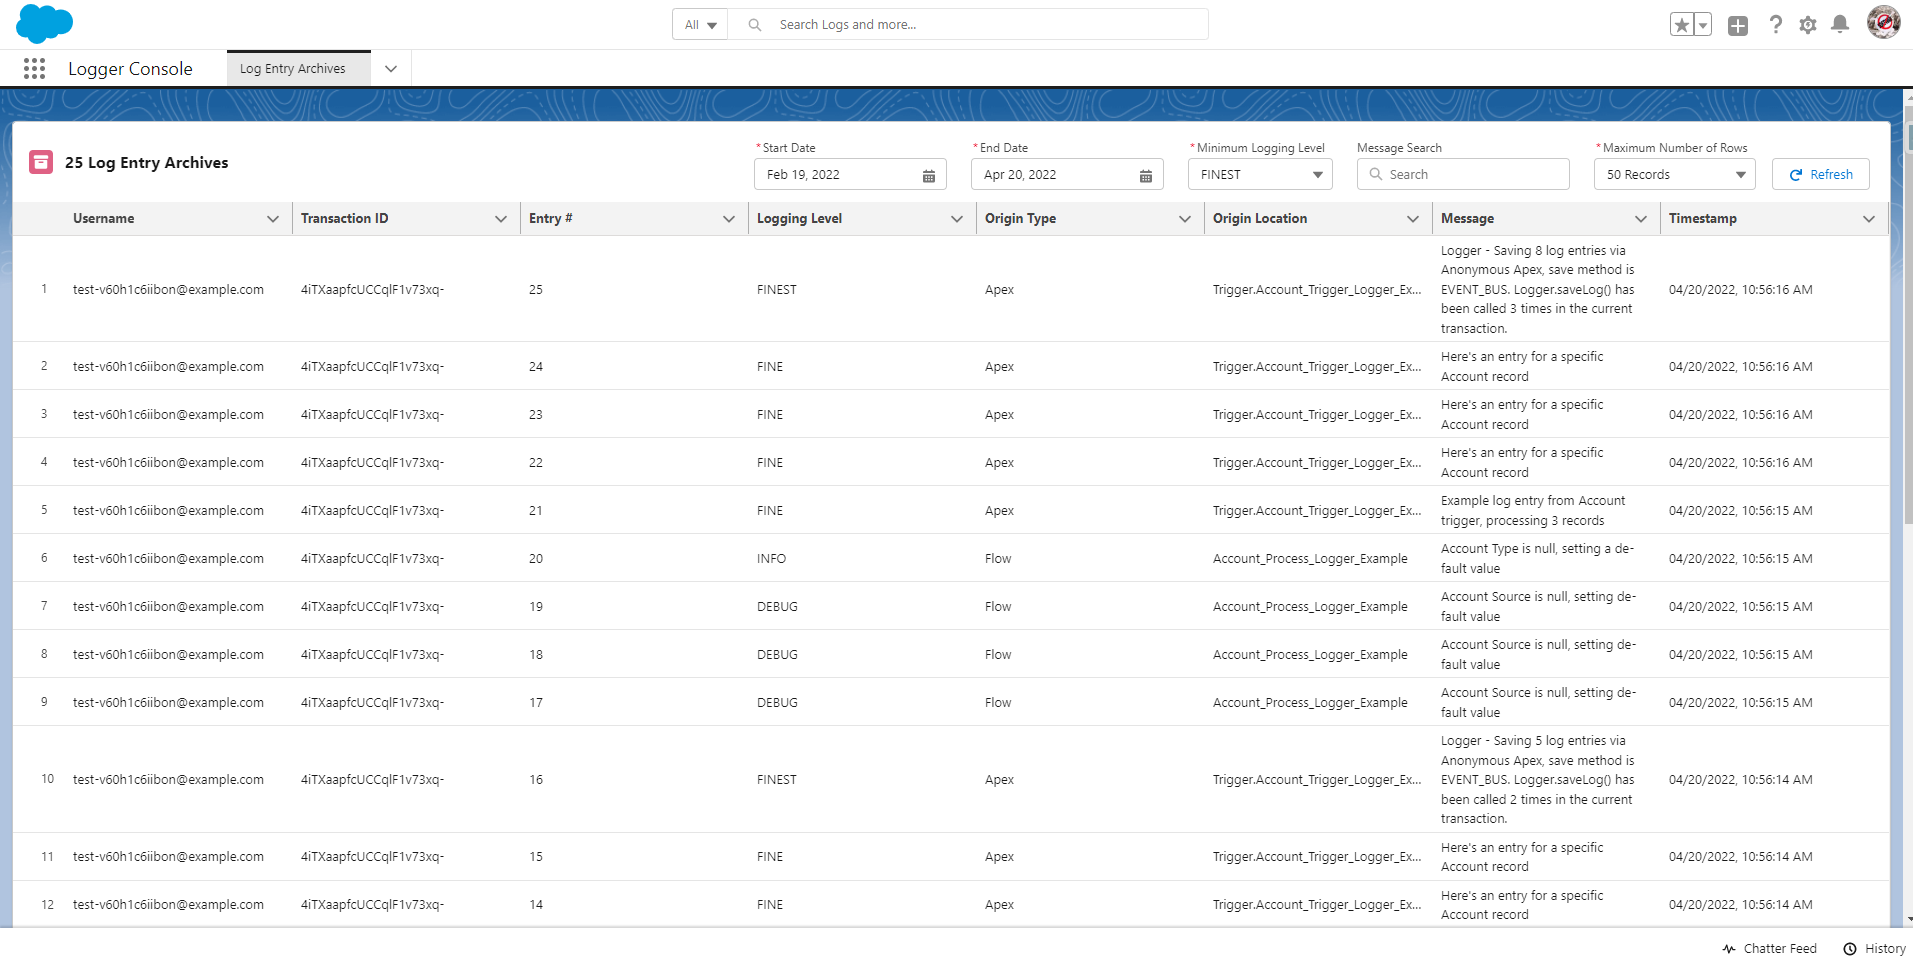 All
Search Logs and more...
Logger Console
Log Entry Archives
25 Log Entry Archives
*Start Date
Feb 19, 2022
*End Date
Apr 20, 2022
*Minimum Logging Level
FINEST
Message Search
Search
*Maximum Number of Rows
50 Records
Refresh
Username Transaction ID Entry # Logging Level Origin Type Origin Location Message Timestamp
1 test-v60h1c6iibon@example.com 4iTXaapfcUCCqlF1v73xq- 25 FINEST Apex Trigger.Account_Trigger_Logger_Ex... Logger - Saving 8 log entries via
Anonymous Apex, save method is
EVENT_BUS. Logger.saveLog() has
been called 3 times in the current
transaction.
04/20/2022, 10:56:16 AM
2 test-v60h1c6iibon@example.com 4iTXaapfcUCCqlF1v73xq- 24 FINE Apex Trigger.Account_Trigger_Logger_Ex... Here's an entry for a specific
Account record
04/20/2022, 10:56:16 AM
3 test-v60h1c6iibon@example.com 4iTXaapfcUCCqlF1v73xq- 23 FINE Apex Trigger.Account_Trigger_Logger_Ex... Here's an entry for a specific
Account record
04/20/2022, 10:56:16 AM
4 test-v60h1c6iibon@example.com 4iTXaapfcUCCqlF1v73xq- 22 FINE Apex Trigger.Account_Trigger_Logger_Ex... Here's an entry for a specific
Account record
04/20/2022, 10:56:16 AM
5 test-v60h1c6iibon@example.com 4iTXaapfcUCCqlF1v73xq- 21 FINE Apex Trigger.Account_Trigger_Logger_Ex... Example log entry from Account
trigger, processing 3 records
04/20/2022, 10:56:15 AM
6 test-v60h1c6iibon@example.com 4iTXaapfcUCCqlF1v73xq- 20 INFO Flow Account_Process_Logger_Example Account Type is null, setting a de-
fault value
04/20/2022, 10:56:15 AM
7 test-v60h1c6iibon@example.com 4iTXaapfcUCCqlF1v73xq- 19 DEBUG Flow Account_Process_Logger_Example Account Source is null, setting de-
fault value
04/20/2022, 10:56:15 AM
8 test-v60h1c6iibon@example.com 4iTXaapfcUCCqlF1v73xq- 18 DEBUG Flow Account_Process_Logger_Example Account Source is null, setting de-
fault value
04/20/2022, 10:56:15 AM
9 test-v60h1c6iibon@example.com 4iTXaapfcUCCqlF1v73xq- 17 DEBUG Flow Account_Process_Logger_Example Account Source is null, setting de-
fault value
04/20/2022, 10:56:15 AM
10 test-v60h1c6iibon@example.com 4iTXaapfcUCCqlF1v73xq- 16 FINEST Apex Trigger.Account_Trigger_Logger_Ex... Logger - Saving 5 log entries via
Anonymous Apex, save method is
EVENT_BUS. Logger.saveLog() has
been called 2 times in the current
transaction.
04/20/2022, 10:56:14 AM
11 test-v60h1c6iibon@example.com 4iTXaapfcUCCqlF1v73xq- 15 FINE Apex Trigger.Account_Trigger_Logger_Ex... Here's an entry for a specific
Account record
04/20/2022, 10:56:14 AM
12 test-v60h1c6iibon@example.com 4iTXaapfcUCCqlF1v73xq- 14 FINE Apex Trigger.Account_Trigger_Logger_Ex... Here's an entry for a specific
Account record
04/20/2022, 10:56:14 AM
Chatter Feed
History